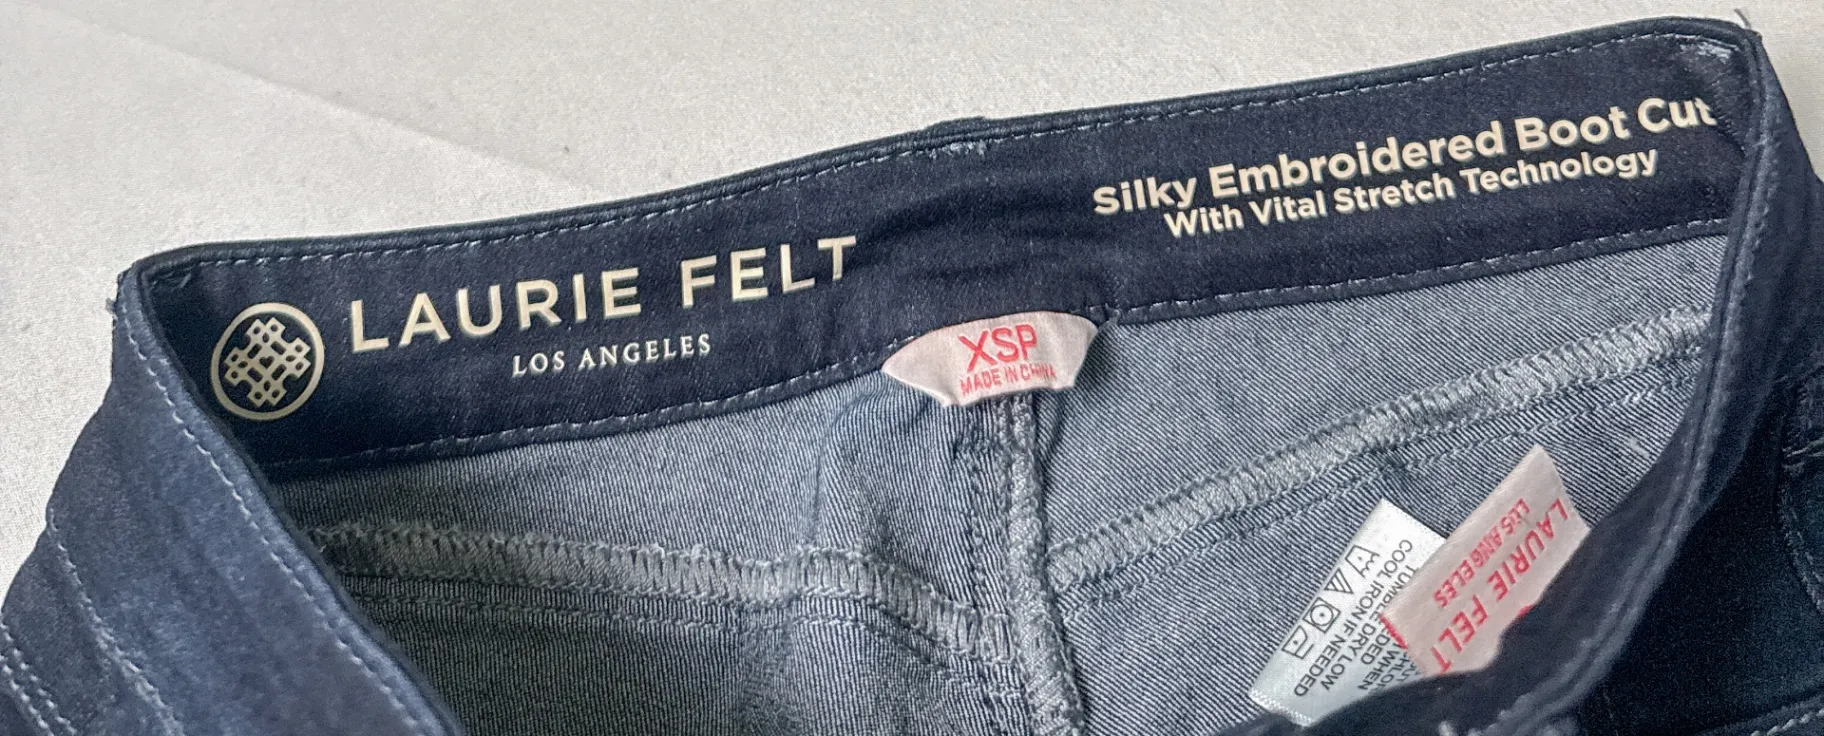 LAURIE FELT
LOS ANGELES
Silky Embroidered Boot Cut
With Vital Stretch Technology
XSP
MADE IN CHINA
LAURIE FELT
LOS ANGELES
TUMBLE DRY LOW
COOL IRON IF NEEDED